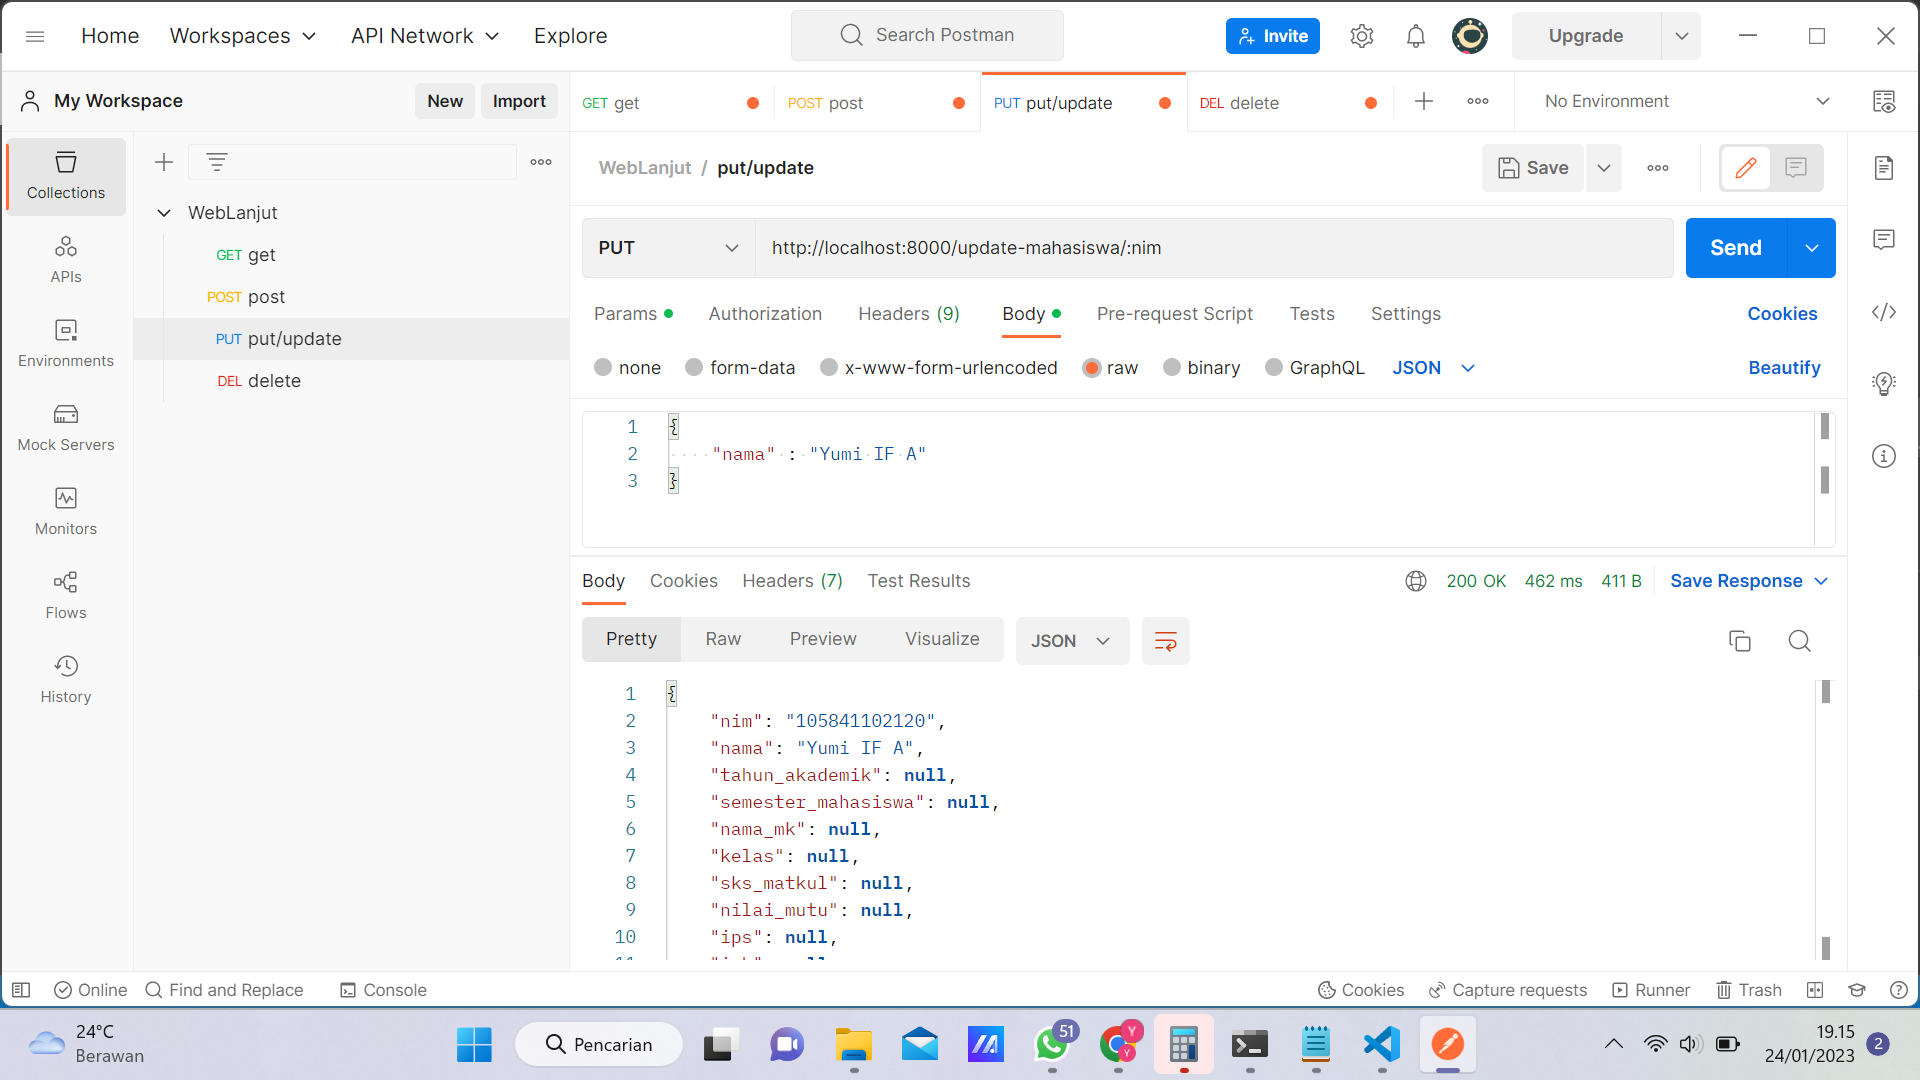 Home
Workspaces
API Network
Explore
Search Postman
Invite
Upgrade
My Workspace
New
Import
GET get
POST post
PUT put/update
DEL delete
No Environment
Collections
APIs
Environments
Mock Servers
Monitors
Flows
History
WebLanjut
GET get
POST post
PUT put/update
DEL delete
WebLanjut / put/update
Save
PUT
http://localhost:8000/update-mahasiswa/:nim
Send
Params
Authorization
Headers (9)
Body
Pre-request Script
Tests
Settings
Cookies
none
form-data
x-www-form-urlencoded
raw
binary
GraphQL
JSON
Beautify
1 {
2 "nama" : "Yumi IF A"
3 }
Body
Cookies
Headers (7)
Test Results
200 OK
462 ms
411 B
Save Response
Pretty
Raw
Preview
Visualize
JSON
1 {
2 "nim": "105841102120",
3 "nama": "Yumi IF A",
4 "tahun_akademik": null,
5 "semester_mahasiswa": null,
6 "nama_mk": null,
7 "kelas": null,
8 "sks_matkul": null,
9 "nilai_mutu": null,
10 "ips": null,
Online
Find and Replace
Console
Cookies
Capture requests
Runner
Trash
24°C
Berawan
Pencarian
51
Y
Y
19.15
24/01/2023
2